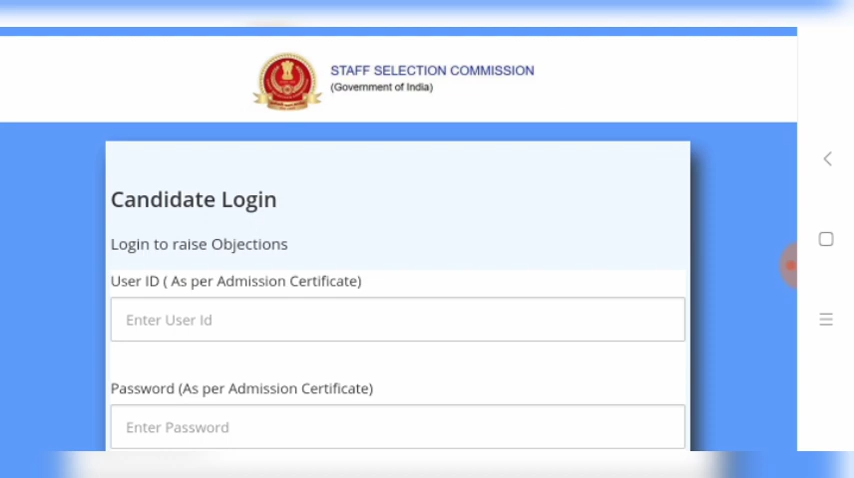 STAFF SELECTION COMMISSION
(Government of India)
Candidate Login
Login to raise Objections
User ID ( As per Admission Certificate)
Enter User Id
Password (As per Admission Certificate)
Enter Password